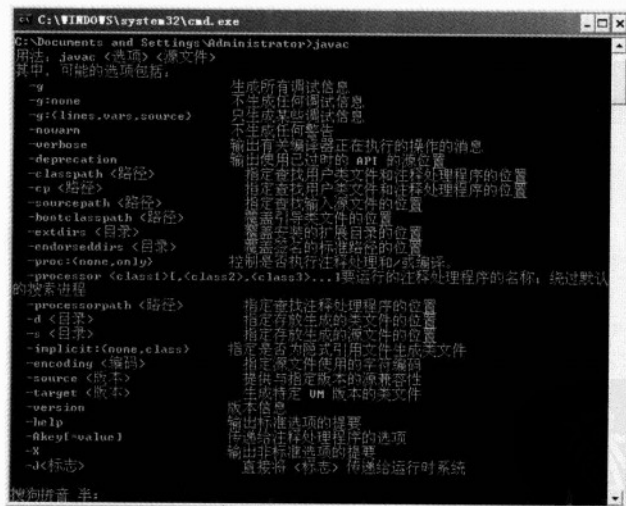 C:\WINDOWS\system32\cmd.exe
C:\Documents and Settings\Administrator>javac
用法：javac <选项> <源文件>
其中，可能的选项包括：
-g 生成所有调试信息
-g:none 不生成任何调试信息
-g:{lines,vars,source} 只生成某些调试信息
-nowarn 不生成任何警告
-verbose 输出有关编译器正在执行的操作的消息
-deprecation 输出使用已过时的 API 的源位置
-classpath <路径> 指定查找用户类文件和注释处理程序的位置
-cp <路径> 指定查找用户类文件和注释处理程序的位置
-sourcepath <路径> 指定查找输入源文件的位置
-bootclasspath <路径> 覆盖引导类文件的位置
-extdirs <目录> 覆盖安装的扩展目录的位置
-endorseddirs <目录> 覆盖签名的标准路径的位置
-proc:{none,only} 控制是否执行注释处理和/或编译。
-processor <class1>[,<class2>,<class3>...]要运行的注释处理程序的名称；绕过默认
的搜索进程
-processorpath <路径> 指定查找注释处理程序的位置
-d <目录> 指定存放生成的类文件的位置
-s <目录> 指定存放生成的源文件的位置
-implicit:{none,class} 指定是否为隐式引用文件生成类文件
-encoding <编码> 指定源文件使用的字符编码
-source <版本> 提供与指定版本的源兼容性
-target <版本> 生成特定 VM 版本的类文件
-version 版本信息
-help 输出标准选项的提要
-Akey[=value] 传递给注释处理程序的选项
-X 输出非标准选项的提要
-J<标志> 直接将 <标志> 传递给运行时系统
搜狗拼音 半：